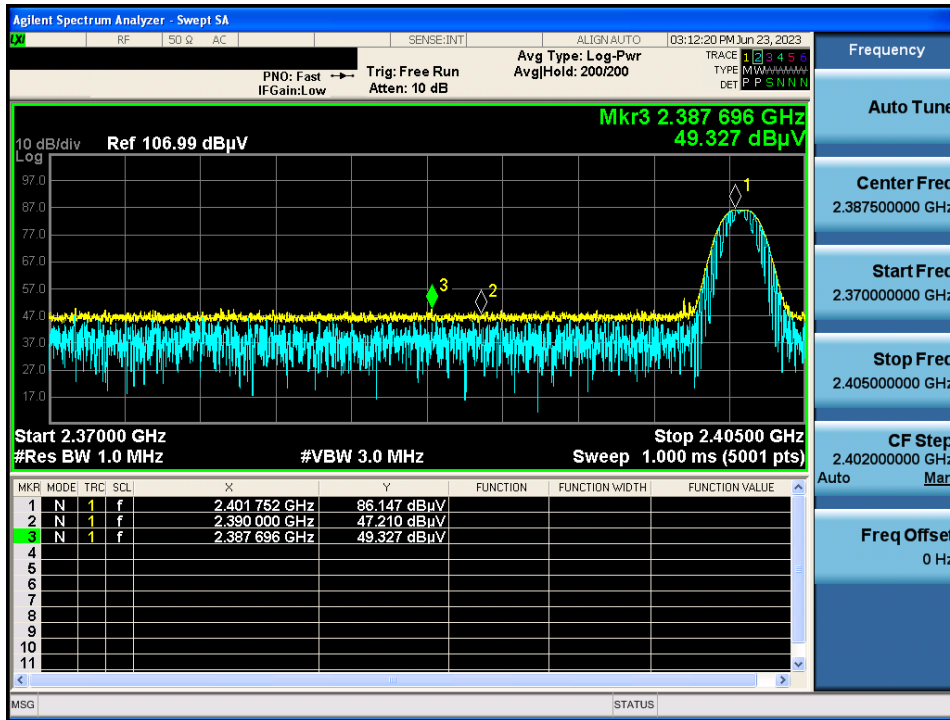 Agilent Spectrum Analyzer - Swept SA
LXI RF 50 Ω AC SENSE:INT ALIGN AUTO 03:12:20 PM Jun 23, 2023
PNO: Fast Trig: Free Run Avg Type: Log-Pwr TRACE 1 2 3 4 5 6
IFGain:Low Atten: 10 dB Avg|Hold: 200/200 TYPE M W W W W W
DET P P S N N N
Mkr3 2.387 696 GHz
49.327 dBµV
10 dB/div Ref 106.99 dBµV
Log
97.0
87.0
77.0
67.0
57.0
47.0
37.0
27.0
17.0
1
3
2
Start 2.37000 GHz Stop 2.40500 GHz
#Res BW 1.0 MHz #VBW 3.0 MHz Sweep 1.000 ms (5001 pts)
MKR MODE TRC SCL X Y FUNCTION FUNCTION WIDTH FUNCTION VALUE
1 N 1 f 2.401 752 GHz 86.147 dBµV
2 N 1 f 2.390 000 GHz 47.210 dBµV
3 N 1 f 2.387 696 GHz 49.327 dBµV
4
5
6
7
8
9
10
11
MSG STATUS
Frequency
Auto Tune
Center Freq
2.387500000 GHz
Start Freq
2.370000000 GHz
Stop Freq
2.405000000 GHz
CF Step
2.402000000 GHz
Auto Man
Freq Offset
0 Hz